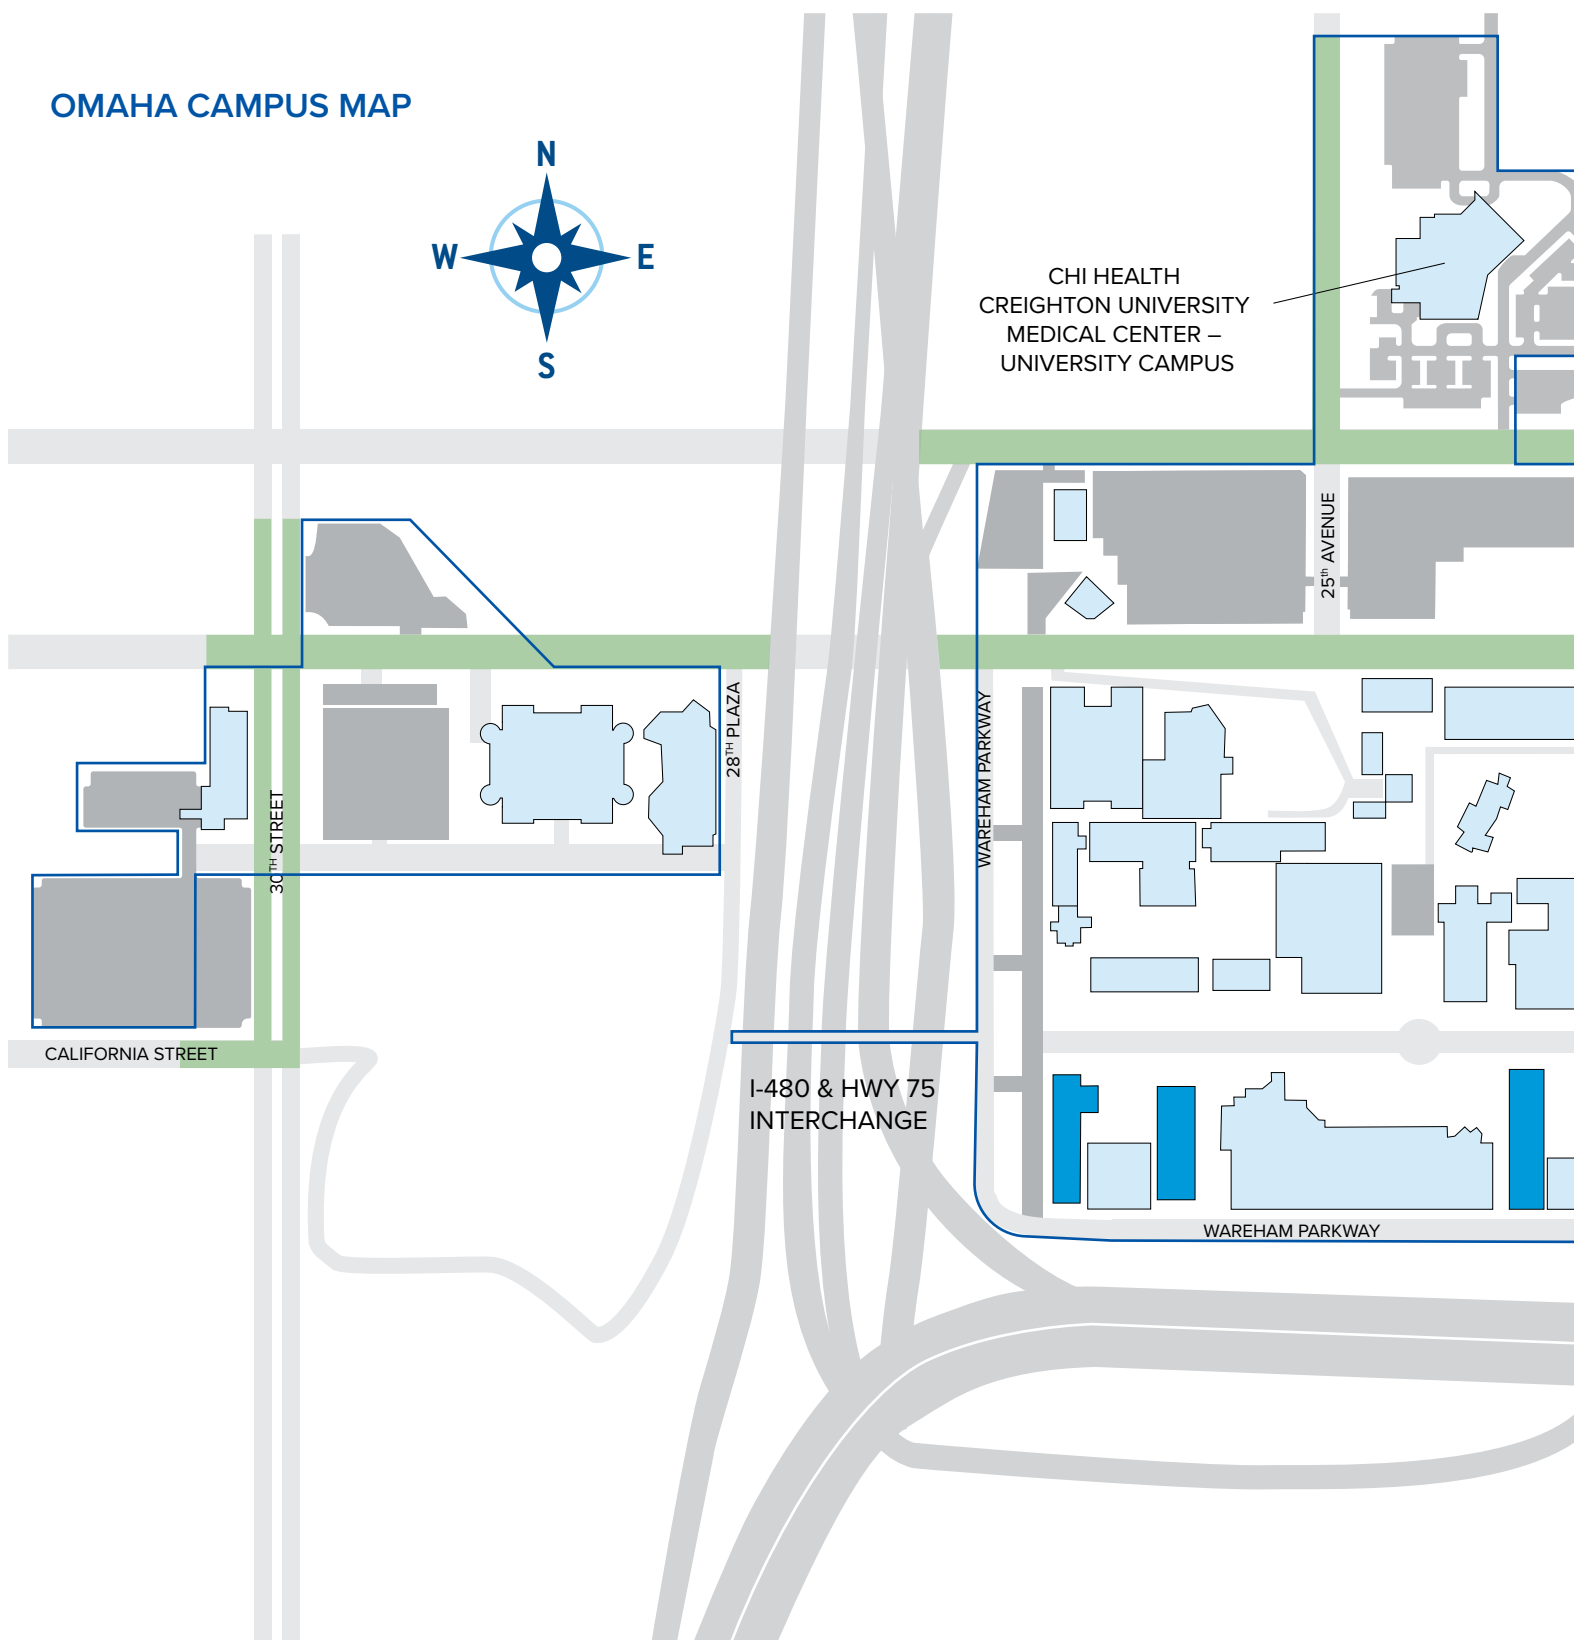 OMAHA CAMPUS MAP
N
W
E
S
CHI HEALTH
CREIGHTON UNIVERSITY
MEDICAL CENTER –
UNIVERSITY CAMPUS
25th AVENUE
28TH PLAZA
WAREHAM PARKWAY
30TH STREET
CALIFORNIA STREET
I-480 & HWY 75
INTERCHANGE
WAREHAM PARKWAY